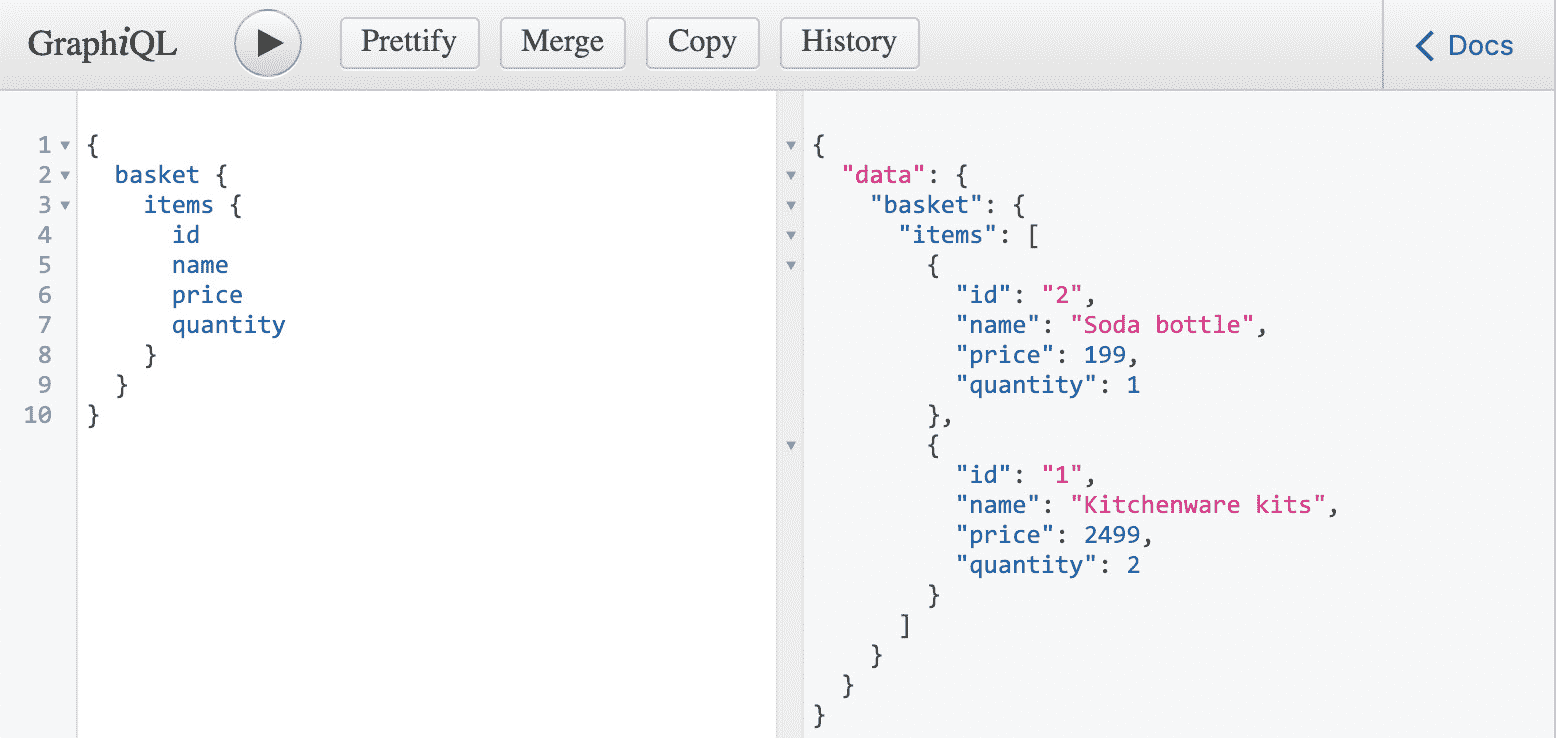 GraphiQL Prettify Merge Copy History Docs
1 {
2 basket {
3 items {
4 id
5 name
6 price
7 quantity
8 }
9 }
10 }
{
"data": {
"basket": {
"items": [
{
"id": "2",
"name": "Soda bottle",
"price": 199,
"quantity": 1
},
{
"id": "1",
"name": "Kitchenware kits",
"price": 2499,
"quantity": 2
}
]
}
}
}